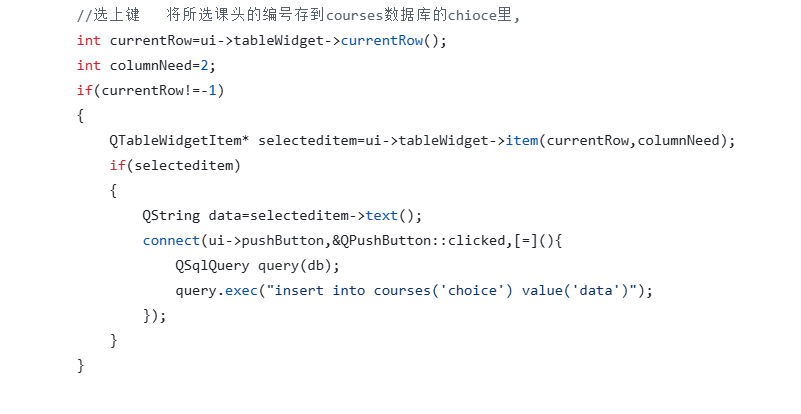 //选上键   将所选课头的编号存到courses数据库的chioce里,
int currentRow=ui->tableWidget->currentRow();
int columnNeed=2;
if(currentRow!=-1)
{
    QTableWidgetItem* selecteditem=ui->tableWidget->item(currentRow,columnNeed);
    if(selecteditem)
    {
        QString data=selecteditem->text();
        connect(ui->pushButton,&QPushButton::clicked,[=](){
            QSqlQuery query(db);
            query.exec("insert into courses('choice') value('data')");
        });
    }
}